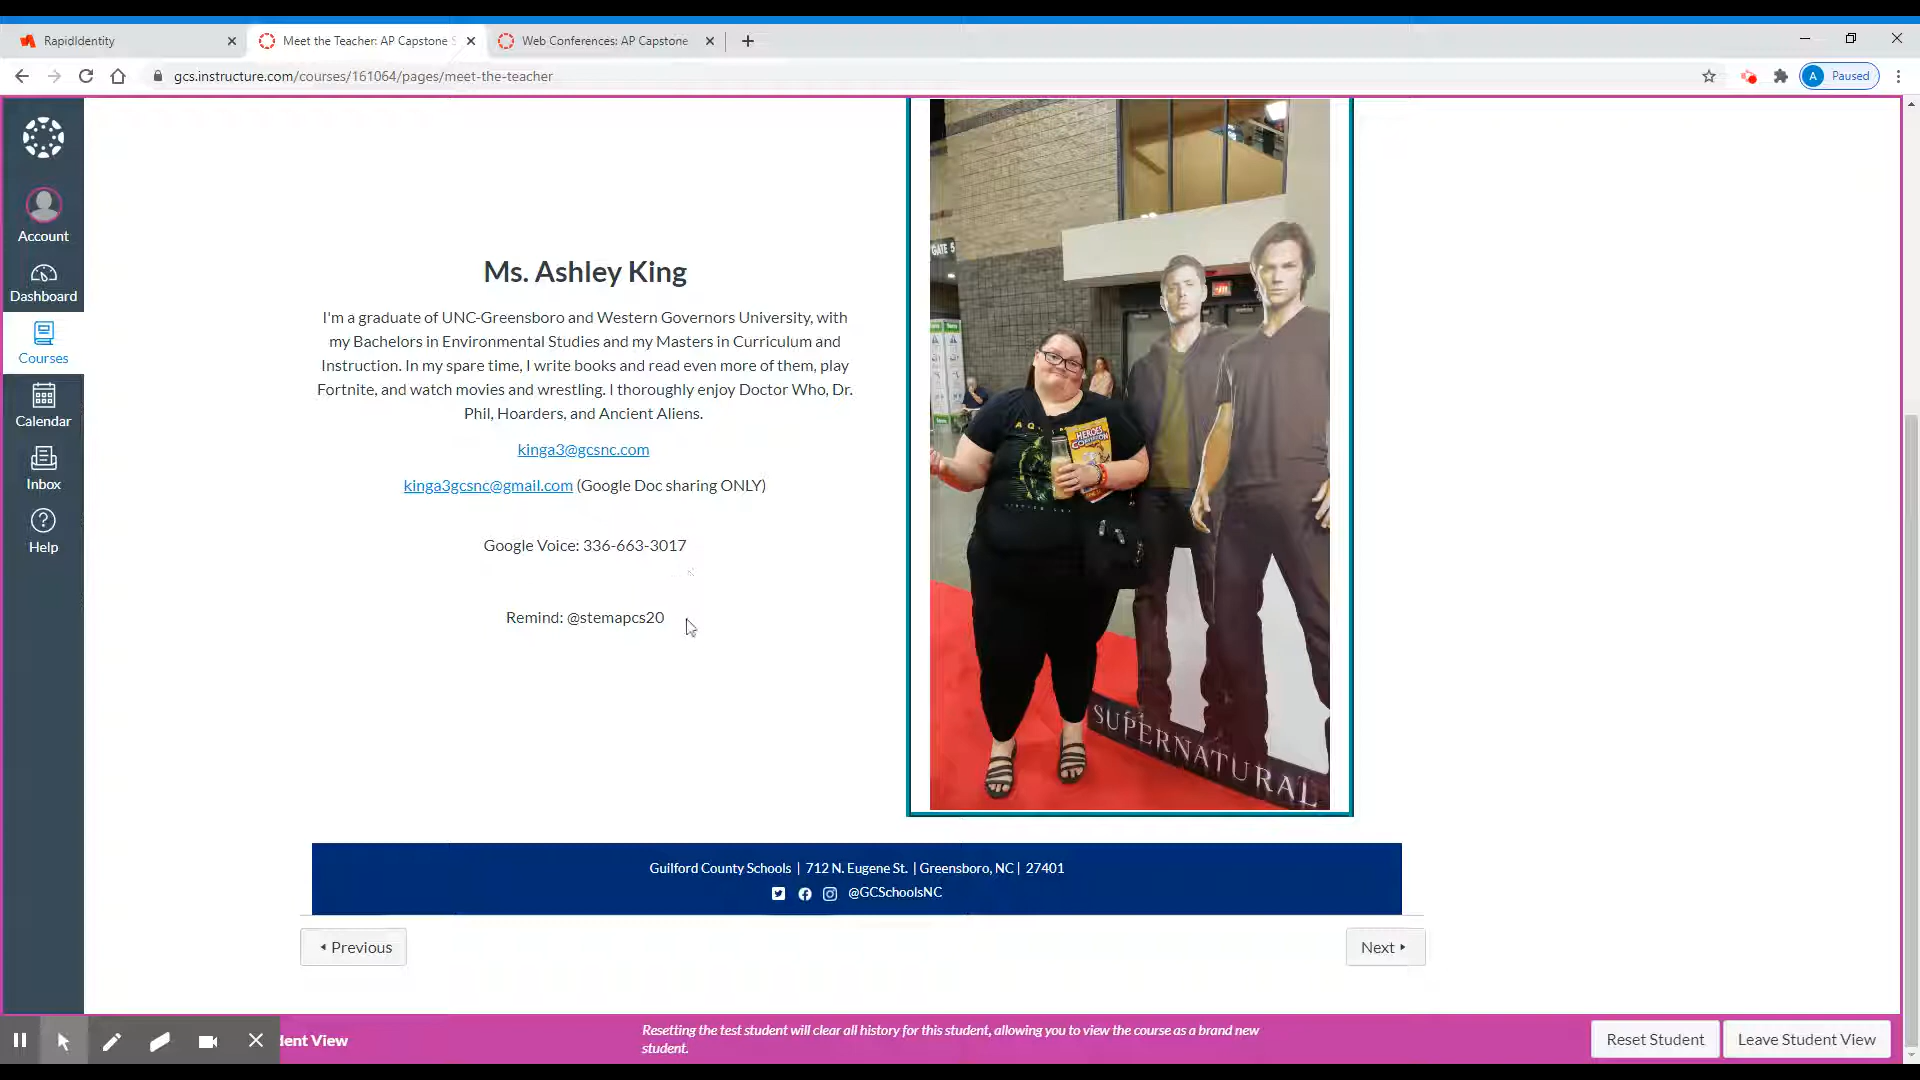 RapidIdentity
Meet the Teacher: AP Capstone S
Web Conferences: AP Capstone
gcs.instructure.com/courses/161064/pages/meet-the-teacher
A Paused
Account
Dashboard
Courses
Calendar
Inbox
Help
Ms. Ashley King
I'm a graduate of UNC-Greensboro and Western Governors University, with
my Bachelors in Environmental Studies and my Masters in Curriculum and
Instruction. In my spare time, I write books and read even more of them, play
Fortnite, and watch movies and wrestling. I thoroughly enjoy Doctor Who, Dr.
Phil, Hoarders, and Ancient Aliens.
kinga3@gcsnc.com
kinga3gcsnc@gmail.com (Google Doc sharing ONLY)
Google Voice: 336-663-3017
Remind: @stemapcs20
GATE 5
HEROES
SUPERNATURAL
Guilford County Schools | 712 N. Eugene St. | Greensboro, NC | 27401
@GCSchoolsNC
Previous
Next
dent View
Resetting the test student will clear all history for this student, allowing you to view the course as a brand new
student.
Reset Student
Leave Student View